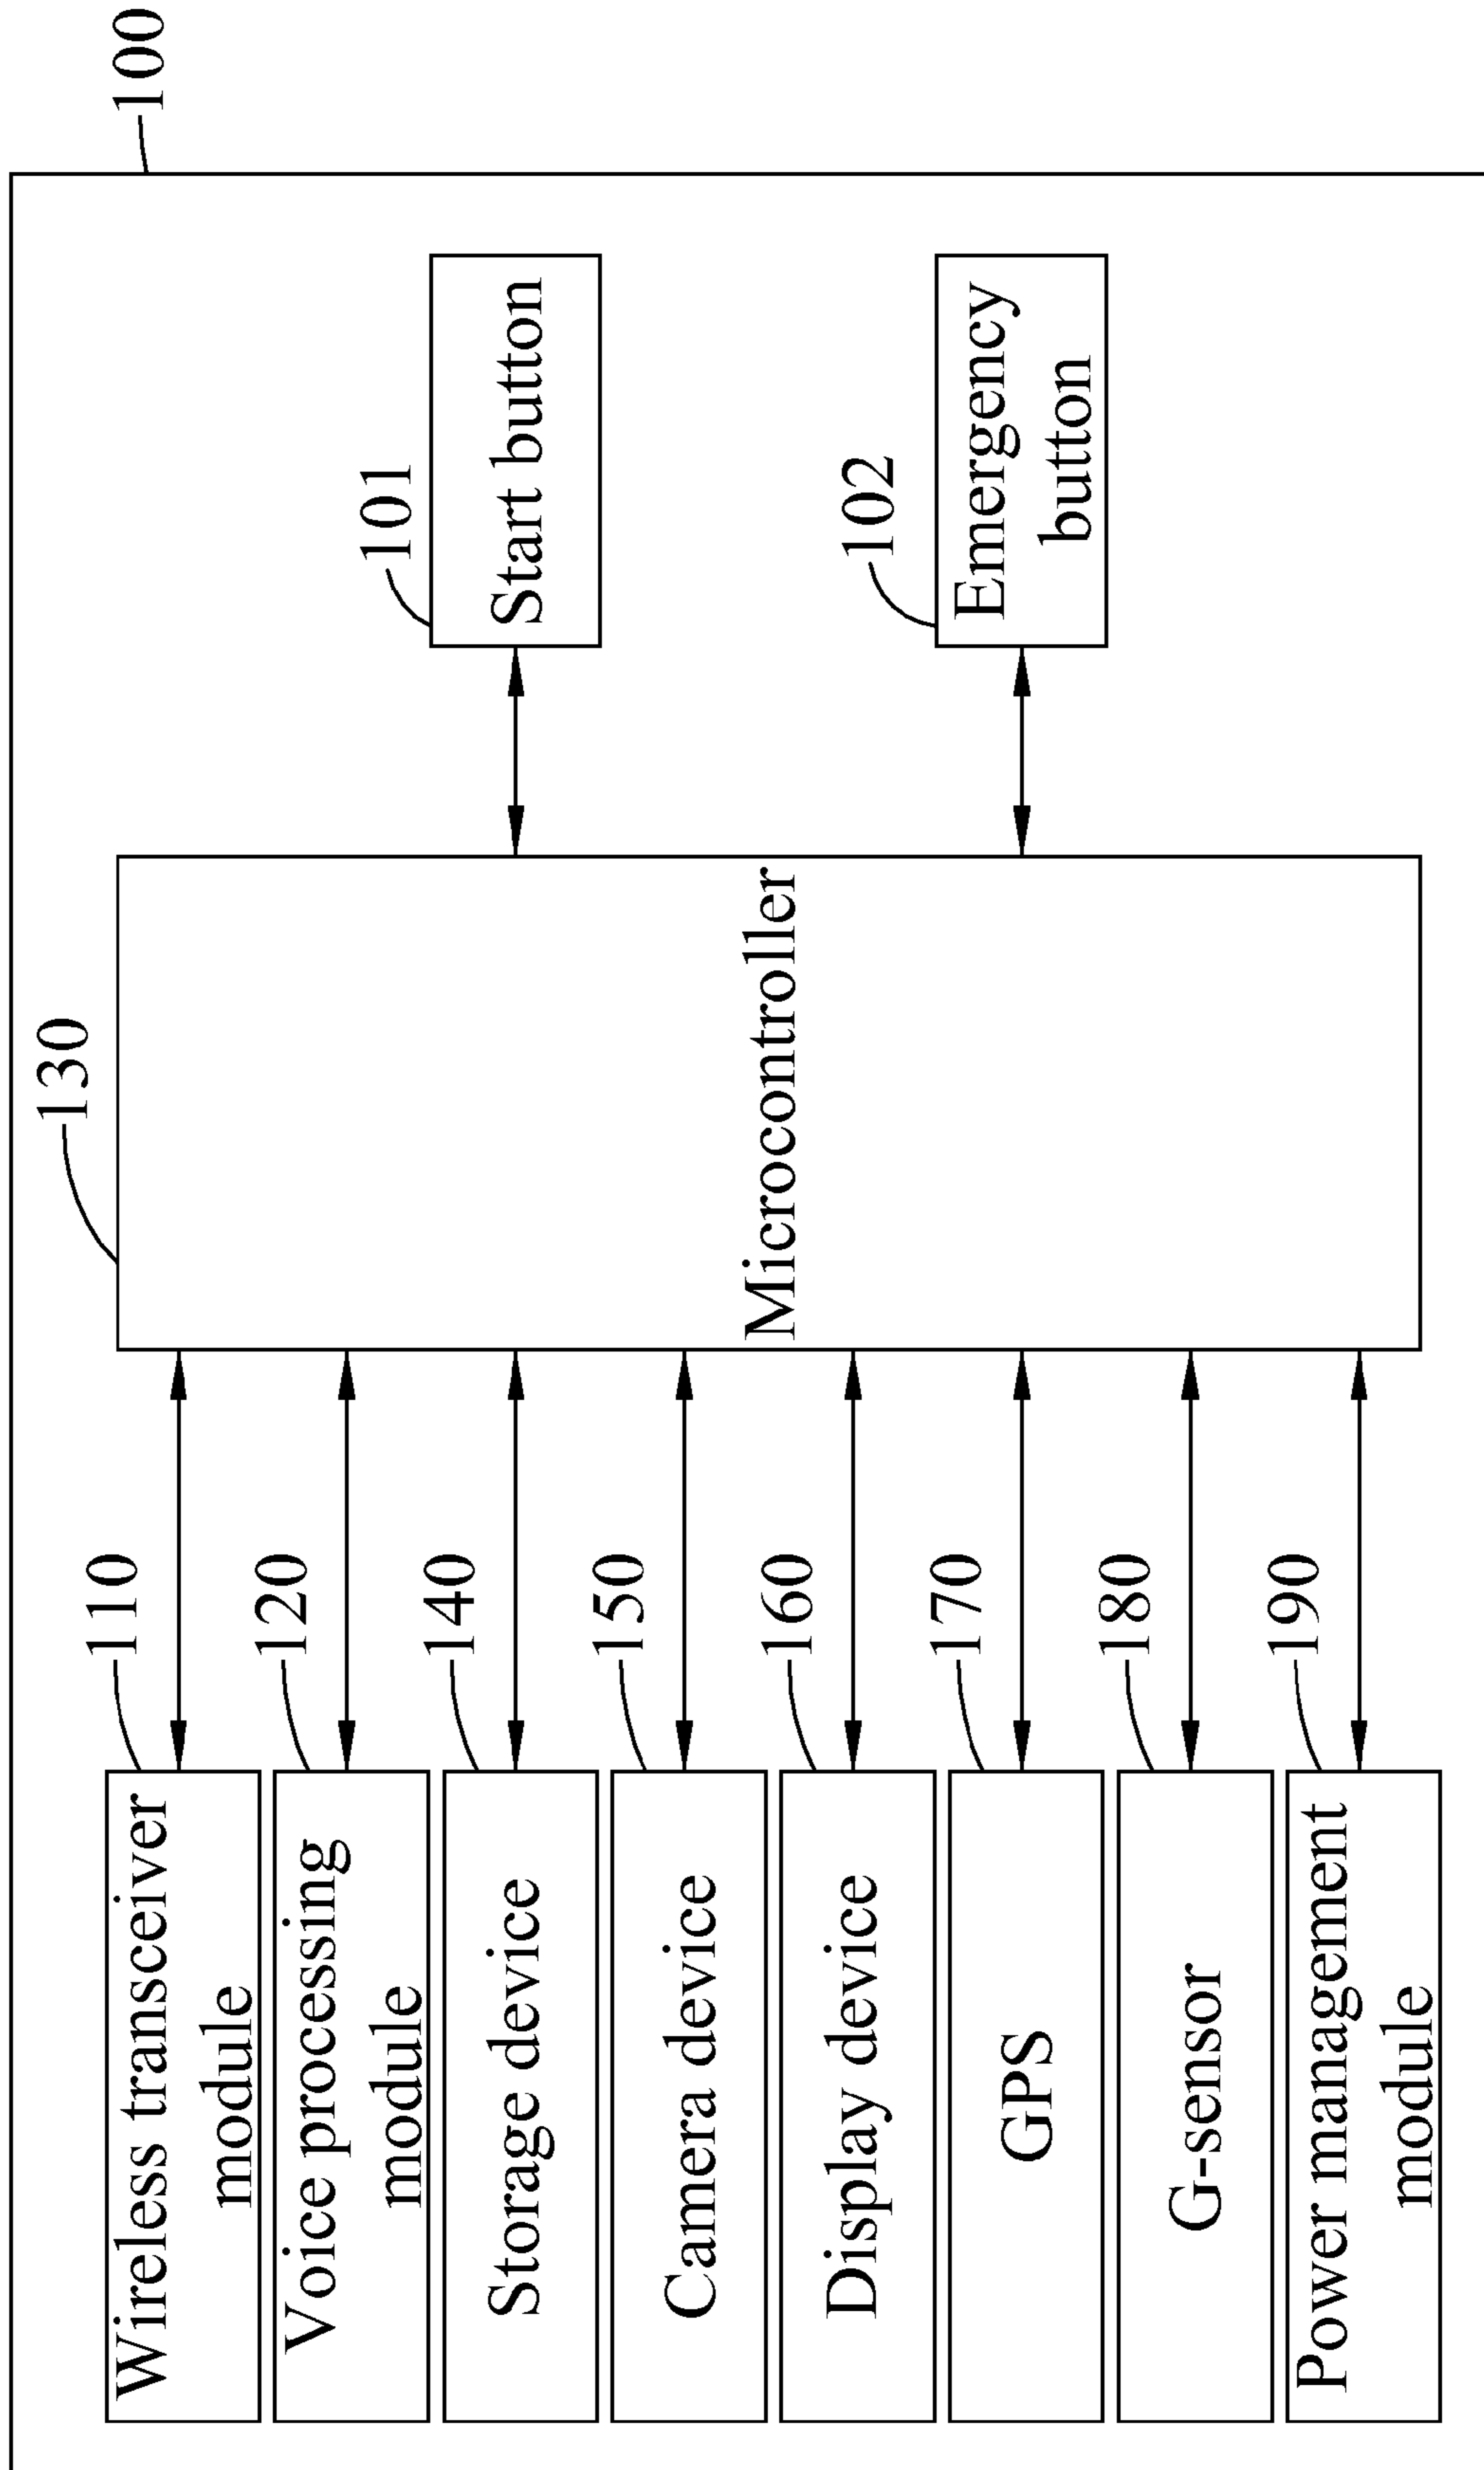 100
130
110
Wireless transceiver
module
120
Voice processing
module
140
Storage device
150
Camera device
160
Display device
170
GPS
180
G-sensor
190
Power management
module
Microcontroller
101
Start button
102
Emergency
button